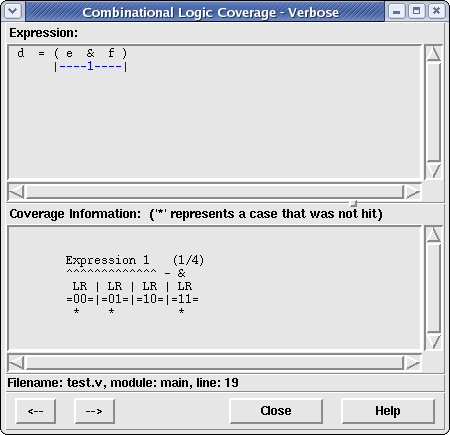 Combinational Logic Coverage - Verbose
Expression:
d  = ( e  &  f )
     |----1----|
Coverage Information:  ('*' represents a case that was not hit)
Expression 1   (1/4)
^^^^^^^^^^^^^ - &
 LR | LR | LR | LR
=00=|=01=|=10=|=11=
 *    *         *
Filename: test.v, module: main, line: 19
<-- --> Close Help